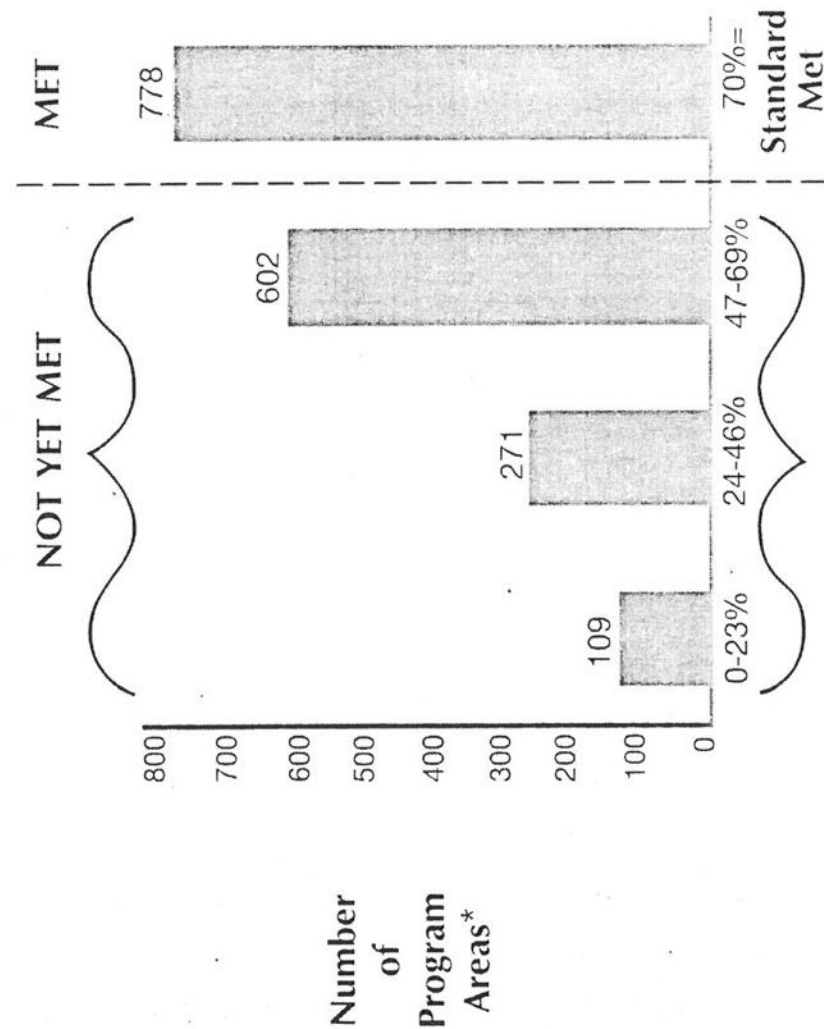 NOT YET MET
MET
Number
of
Program
Areas*
800
700
600
500
400
300
200
100
0
109
271
602
778
0-23%
24-46%
47-69%
70%=
Standard
Met